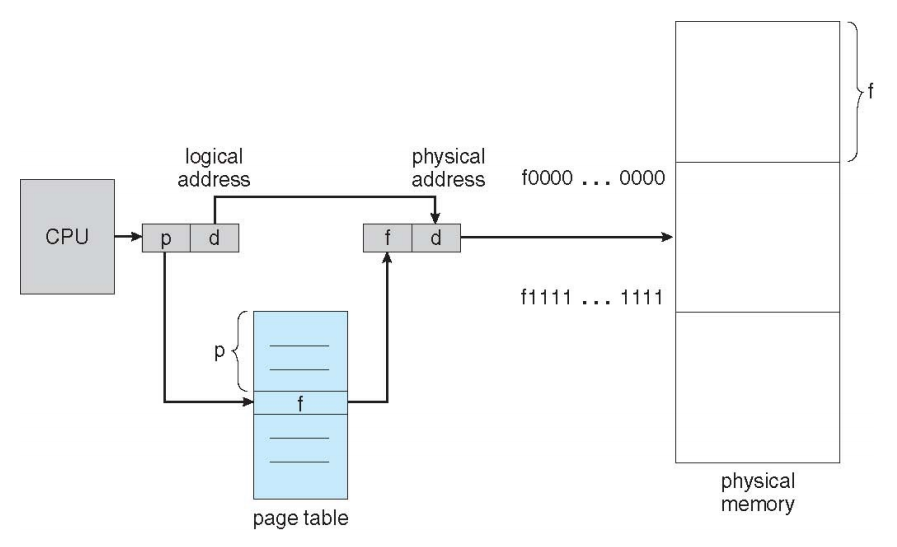 f
logical
address
physical
address
f0000 ... 0000
CPU
p
d
f
d
f1111 ... 1111
p
f
page table
physical
memory